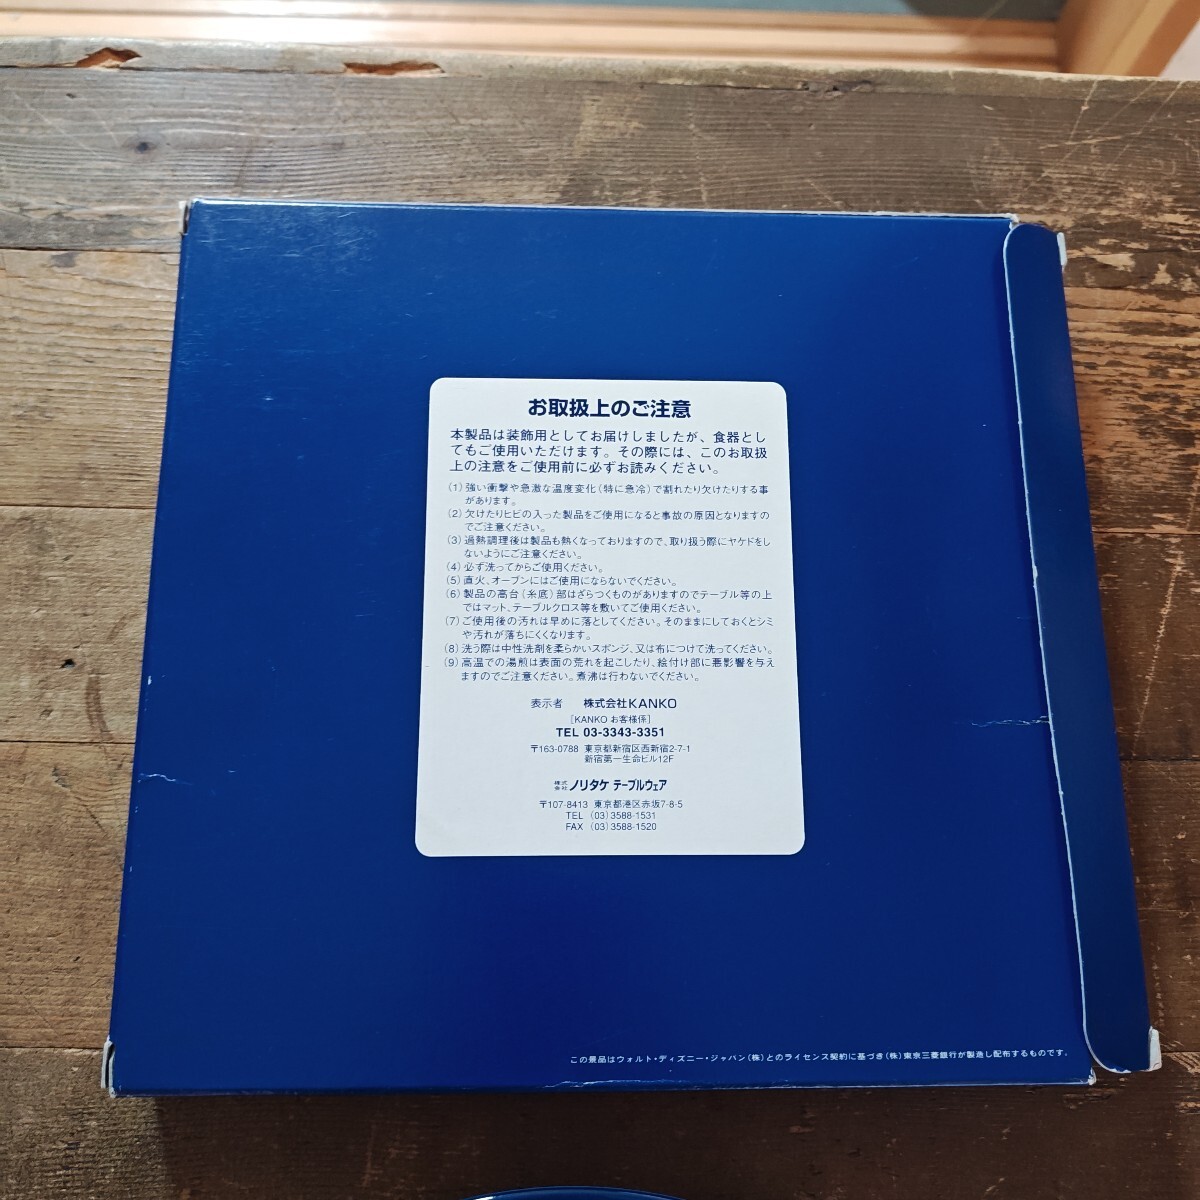 お取扱上のご注意
本製品は装飾用としてお届けしましたが、食器とし
てもご使用いただけます。その際には、このお取扱
上の注意をご使用前に必ずお読みください。
(1)強い衝撃や急激な温度変化(特に急冷)で割れたり欠けたりする事
があります。
(2)欠けたりヒビの入った製品をご使用になると事故の原因となりますの
でご注意ください。
(3)過熱調理後は製品も熱くなっておりますので、取り扱う際にヤケドをし
ないようにご注意ください。
(4)必ず洗ってからご使用ください。
(5)直火、オーブンにはご使用にならないでください。
(6)製品の高台(糸底)部はざらつくものがありますのでテーブル等の上
ではマット、テーブルクロス等を敷いてご使用ください。
(7)ご使用後の汚れは早めに落としてください。そのままにしておくとシミ
や汚れが落ちにくくなります。
(8)洗う際は中性洗剤を柔らかいスポンジ、又は布につけて洗ってください。
(9)高温での湯煎は表面の荒れを起こしたり、絵付け部に悪影響を与え
ますのでご注意ください。煮沸は行わないでください。
表示者 株式会社KANKO
[KANKO お客様係]
TEL 03-3343-3351
〒163-0788 東京都新宿区西新宿2-7-1
新宿第一生命ビル12F
株式会社 ノリタケ テーブルウェア
〒107-8413 東京都港区赤坂7-8-5
TEL (03)3588-1531
FAX (03)3588-1520
この景品はウォルト・ディズニー・ジャパン(株)とのライセンス契約に基づき(株)東京三菱銀行が製造し配布するものです。